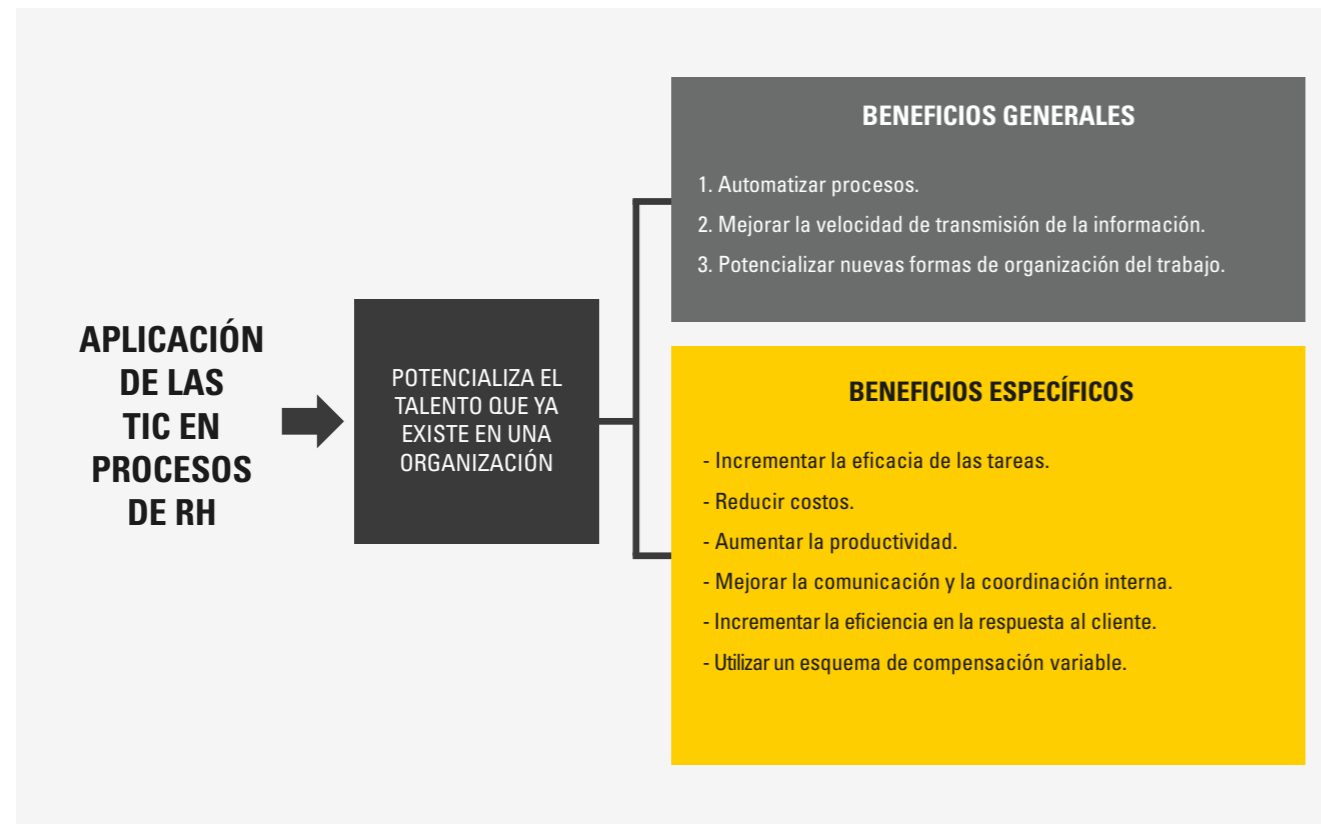 APLICACIÓN
DE LAS
TIC EN
PROCESOS
DE RH
POTENCIALIZA EL
TALENTO QUE YA
EXISTE EN UNA
ORGANIZACIÓN
BENEFICIOS GENERALES
1. Automatizar procesos.
2. Mejorar la velocidad de transmisión de la información.
3. Potencializar nuevas formas de organización del trabajo.
BENEFICIOS ESPECÍFICOS
- Incrementar la eficacia de las tareas.
- Reducir costos.
- Aumentar la productividad.
- Mejorar la comunicación y la coordinación interna.
- Incrementar la eficiencia en la respuesta al cliente.
- Utilizar un esquema de compensación variable.